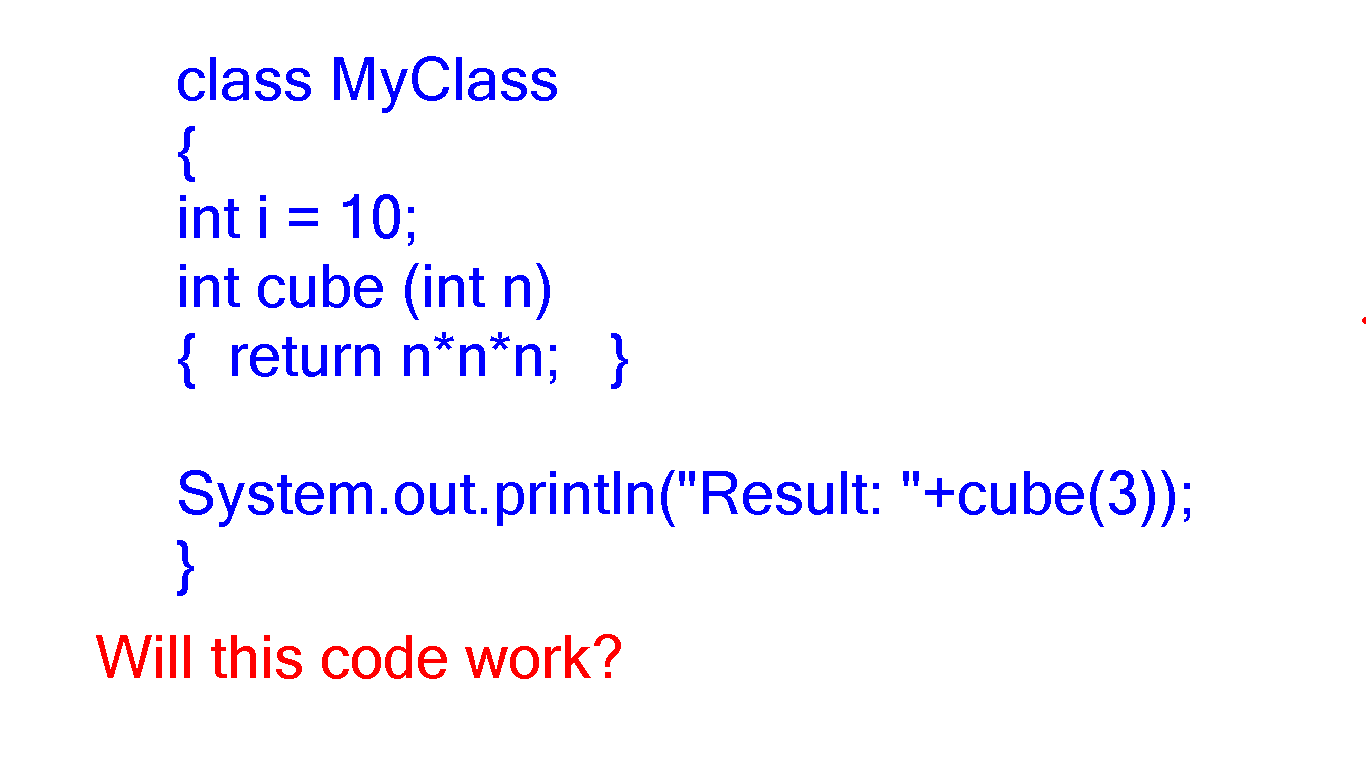 class MyClass
{
int i = 10;
int cube (int n)
{  return n*n*n;   }
System.out.println("Result: "+cube(3));
}
Will this code work?